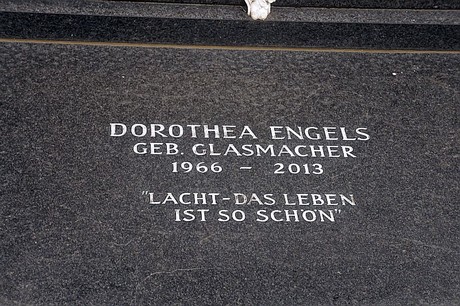 DOROTHEA ENGELS
GEB. GLASMACHER
1966 – 2013
"LACHT-DAS LEBEN
IST SO SCHÖN"